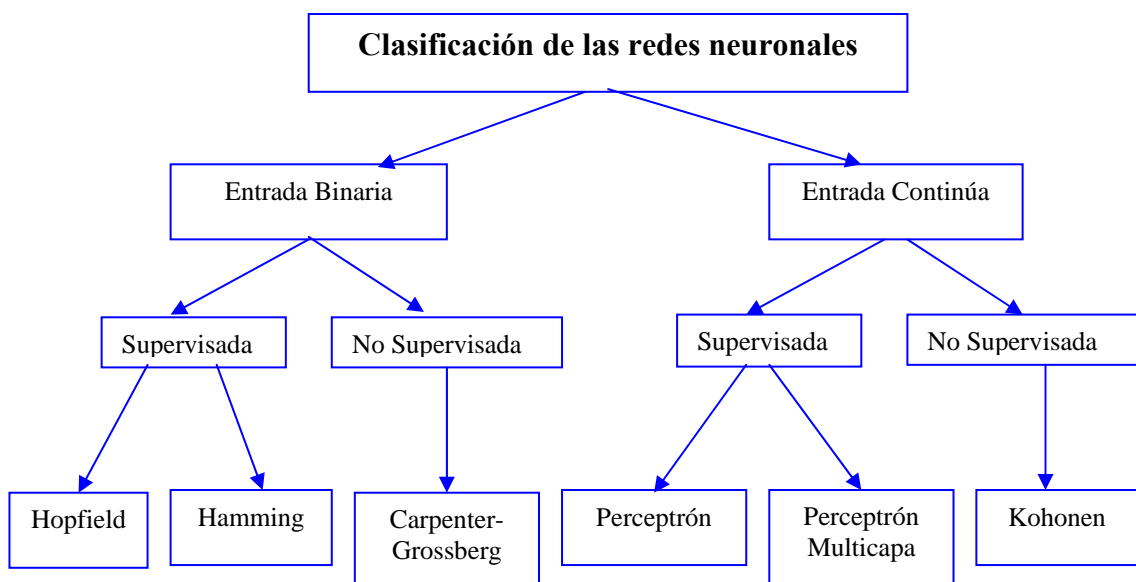 Clasificación de las redes neuronales
Entrada Binaria
Entrada Continúa
Supervisada
No Supervisada
Supervisada
No Supervisada
Hopfield
Hamming
Carpenter-
Grossberg
Perceptrón
Perceptrón
Multicapa
Kohonen